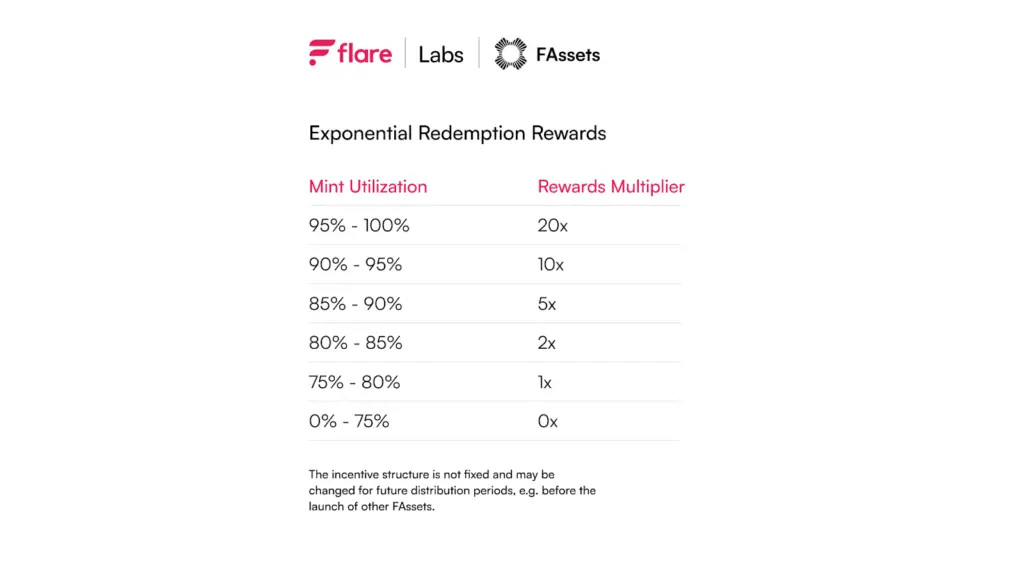 flare | Labs | FAssets
Exponential Redemption Rewards
Mint Utilization Rewards Multiplier
95% - 100% 20x
90% - 95% 10x
85% - 90% 5x
80% - 85% 2x
75% - 80% 1x
0% - 75% 0x
The incentive structure is not fixed and may be
changed for future distribution periods, e.g. before the
launch of other FAssets.